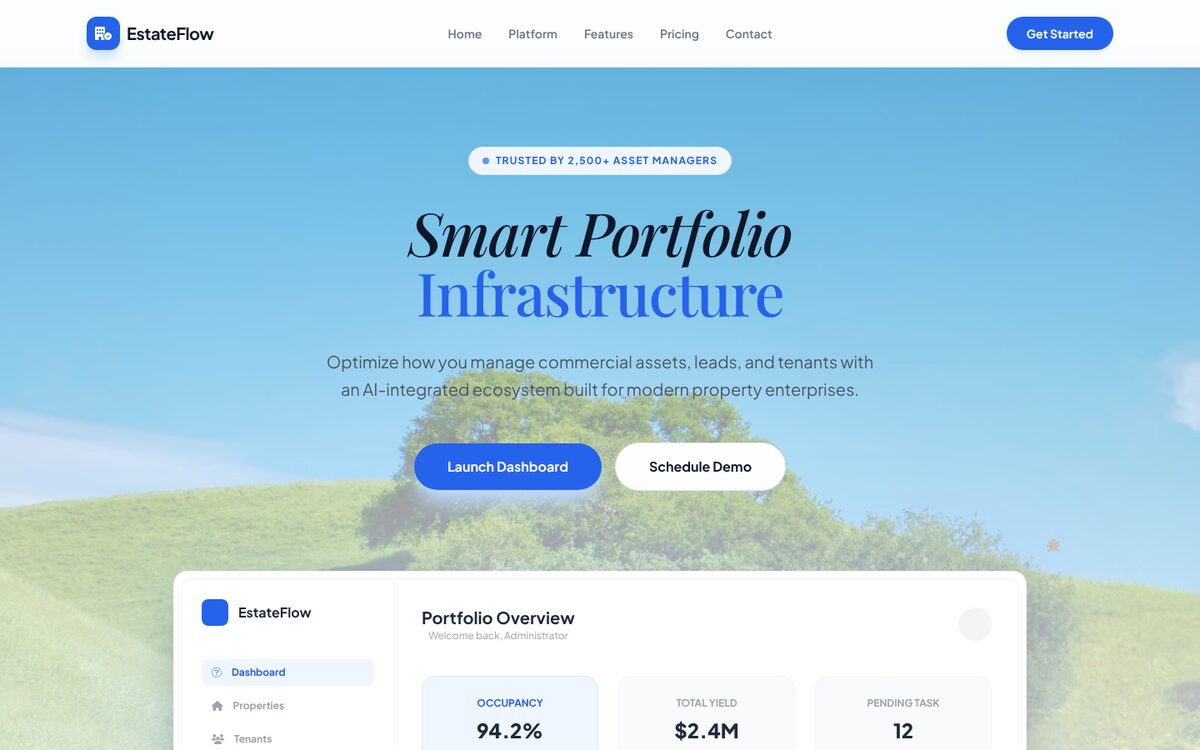 EstateFlow
Home Platform Features Pricing Contact
Get Started
TRUSTED BY 2,500+ ASSET MANAGERS
Smart Portfolio
Infrastructure
Optimize how you manage commercial assets, leads, and tenants with
an AI-integrated ecosystem built for modern property enterprises.
Launch Dashboard
Schedule Demo
EstateFlow
Dashboard
Properties
Tenants
Portfolio Overview
Welcome back, Administrator
OCCUPANCY
94.2%
TOTAL YIELD
$2.4M
PENDING TASK
12